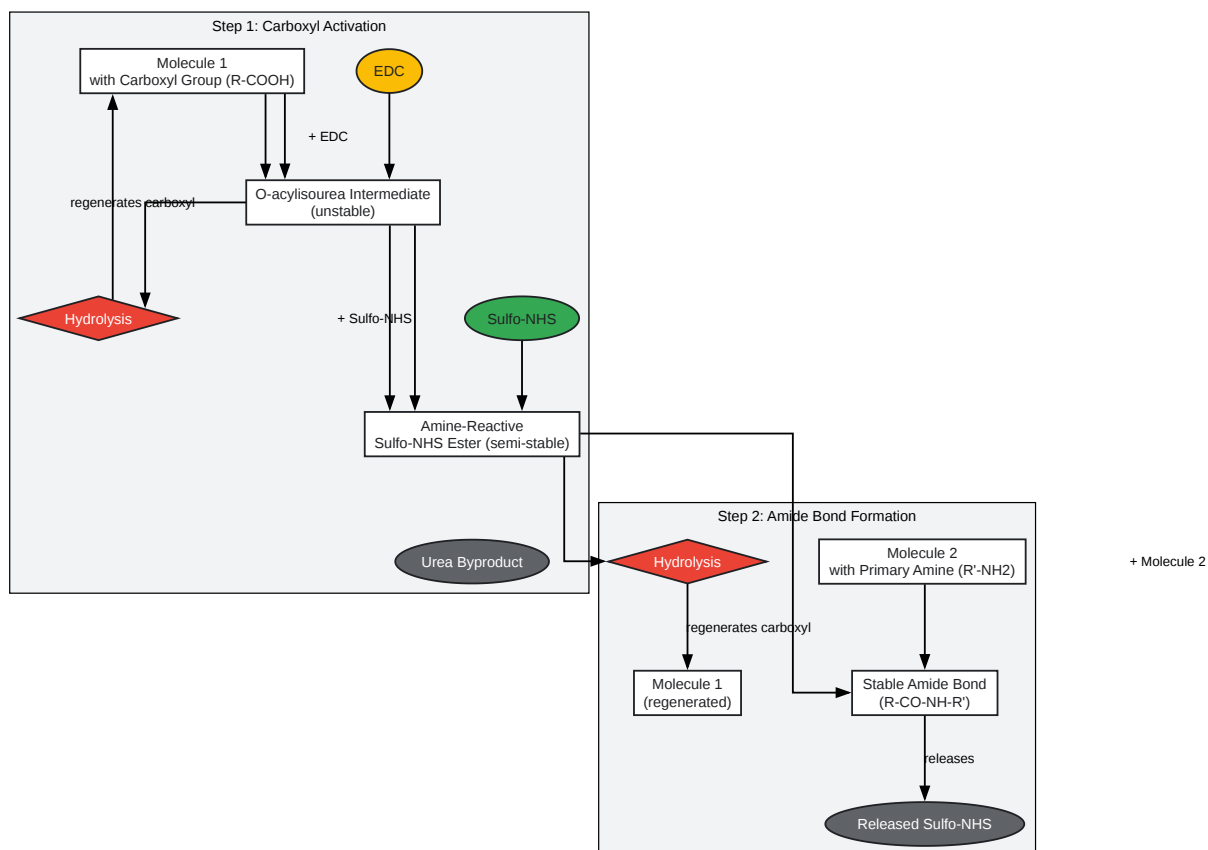 Step 1: Carboxyl Activation
Molecule 1
with Carboxyl Group (R-COOH)
EDC
+ EDC
O-acylisourea Intermediate
(unstable)
regenerates carboxyl
Hydrolysis
+ Sulfo-NHS
Sulfo-NHS
Amine-Reactive
Sulfo-NHS Ester (semi-stable)
Urea Byproduct
Step 2: Amide Bond Formation
Hydrolysis
Molecule 2
with Primary Amine (R'-NH2)
+ Molecule 2
regenerates carboxyl
Molecule 1
(regenerated)
Stable Amide Bond
(R-CO-NH-R')
releases
Released Sulfo-NHS